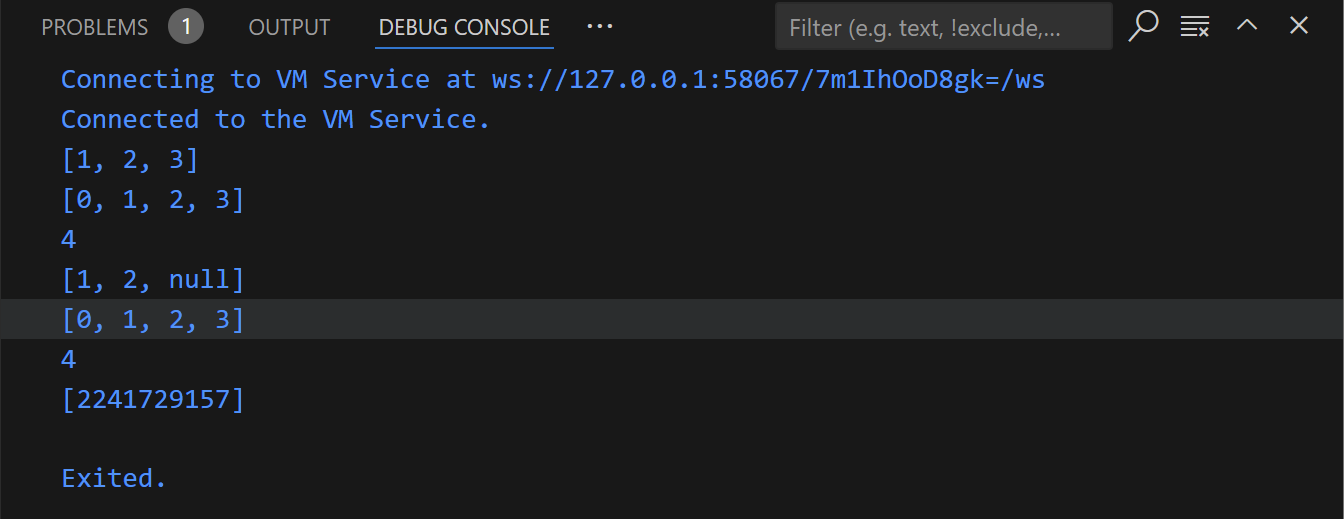 PROBLEMS 1 OUTPUT DEBUG CONSOLE ··· Filter (e.g. text, !exclude,...
Connecting to VM Service at ws://127.0.0.1:58067/7m1IhOoD8gk=/ws
Connected to the VM Service.
[1, 2, 3]
[0, 1, 2, 3]
4
[1, 2, null]
[0, 1, 2, 3]
4
[2241729157]
Exited.